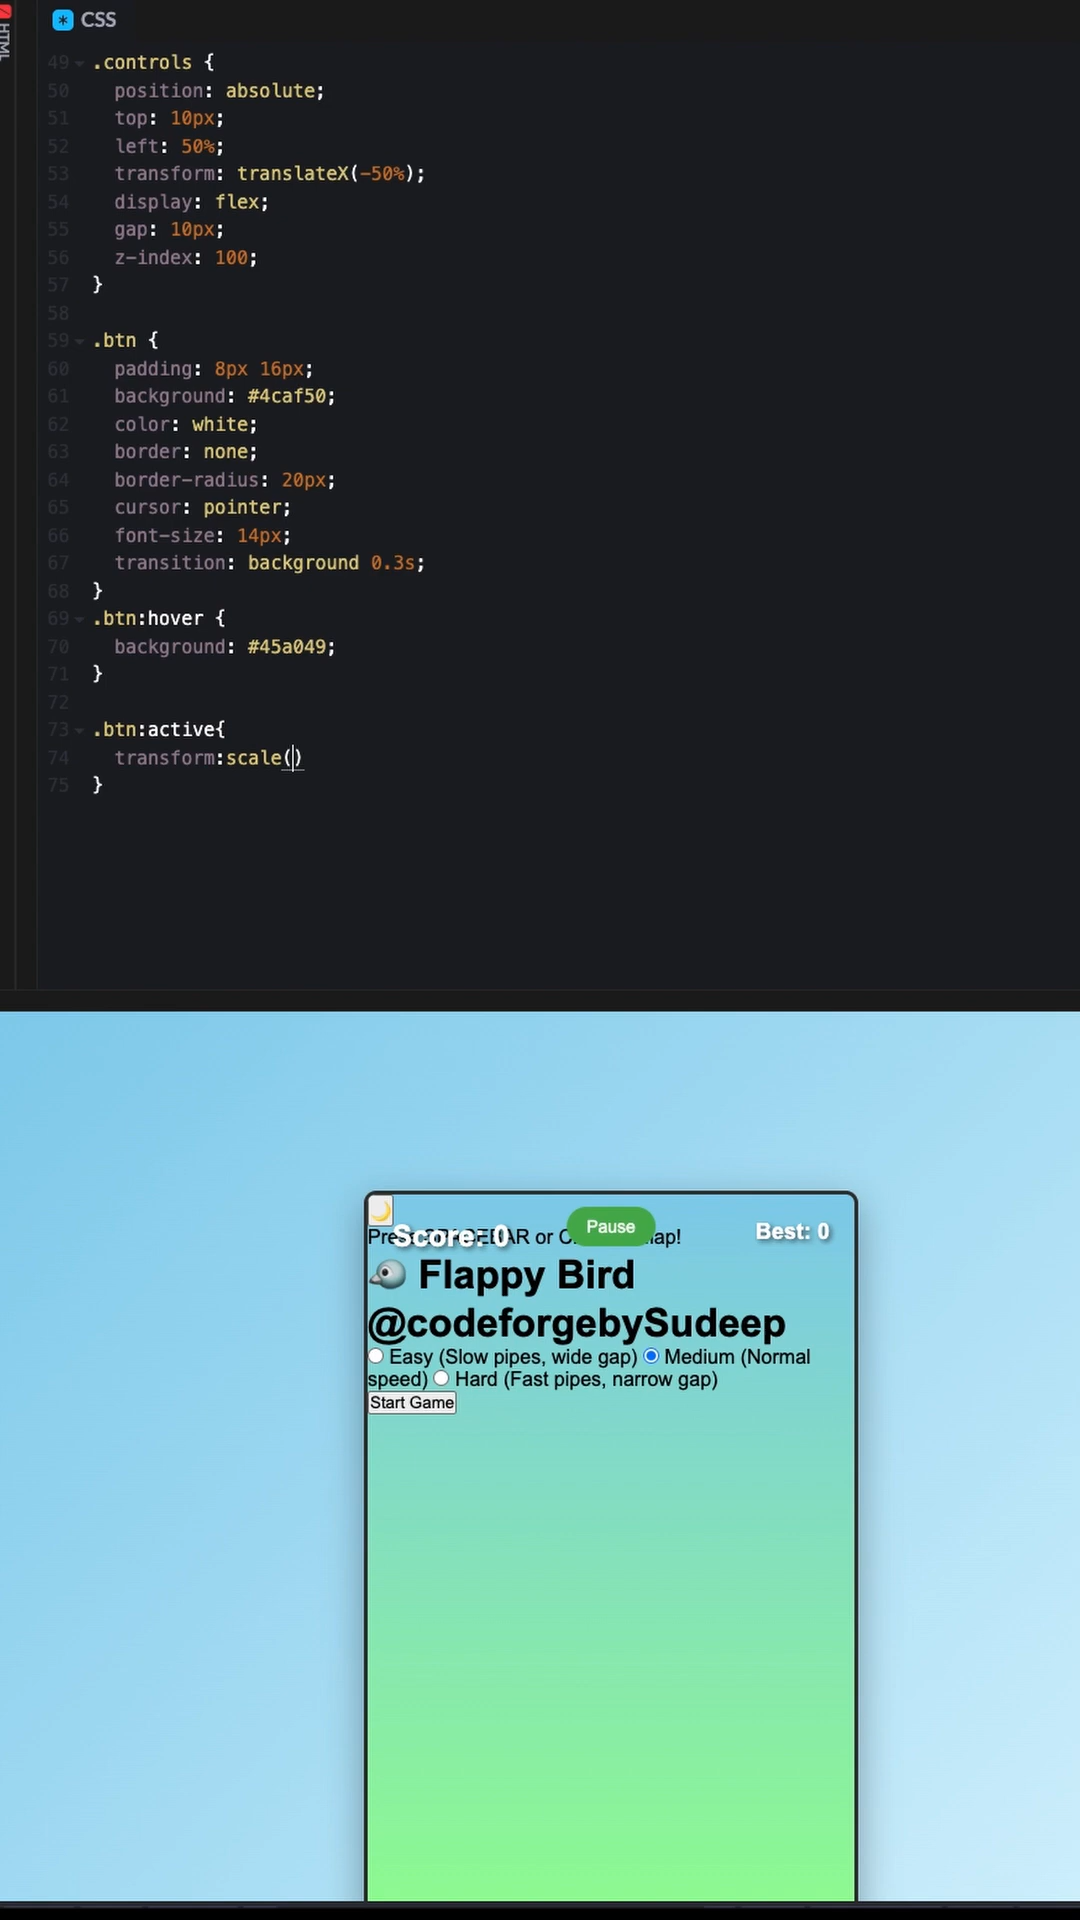 HTML
CSS
49 .controls {
50 position: absolute;
51 top: 10px;
52 left: 50%;
53 transform: translateX(-50%);
54 display: flex;
55 gap: 10px;
56 z-index: 100;
57 }
58
59 .btn {
60 padding: 8px 16px;
61 background: #4caf50;
62 color: white;
63 border: none;
64 border-radius: 20px;
65 cursor: pointer;
66 font-size: 14px;
67 transition: background 0.3s;
68 }
69 .btn:hover {
70 background: #45a049;
71 }
72
73 .btn:active{
74 transform:scale()
75 }
Score: 0
Pause
Best: 0
or
Flappy Bird
@codeforgebySudeep
Easy (Slow pipes, wide gap) Medium (Normal
speed) Hard (Fast pipes, narrow gap)
Start Game